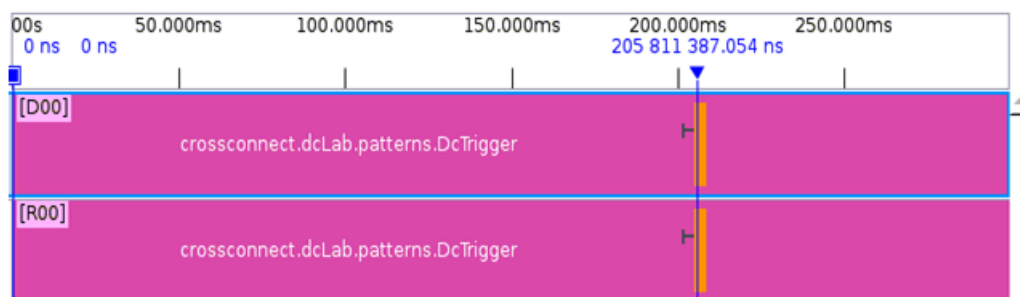 00s 50.000ms 100.000ms 150.000ms 200.000ms 250.000ms
0 ns 0 ns 205 811 387.054 ns
[D00]
crossconnect.dcLab.patterns.DcTrigger
[R00]
crossconnect.dcLab.patterns.DcTrigger